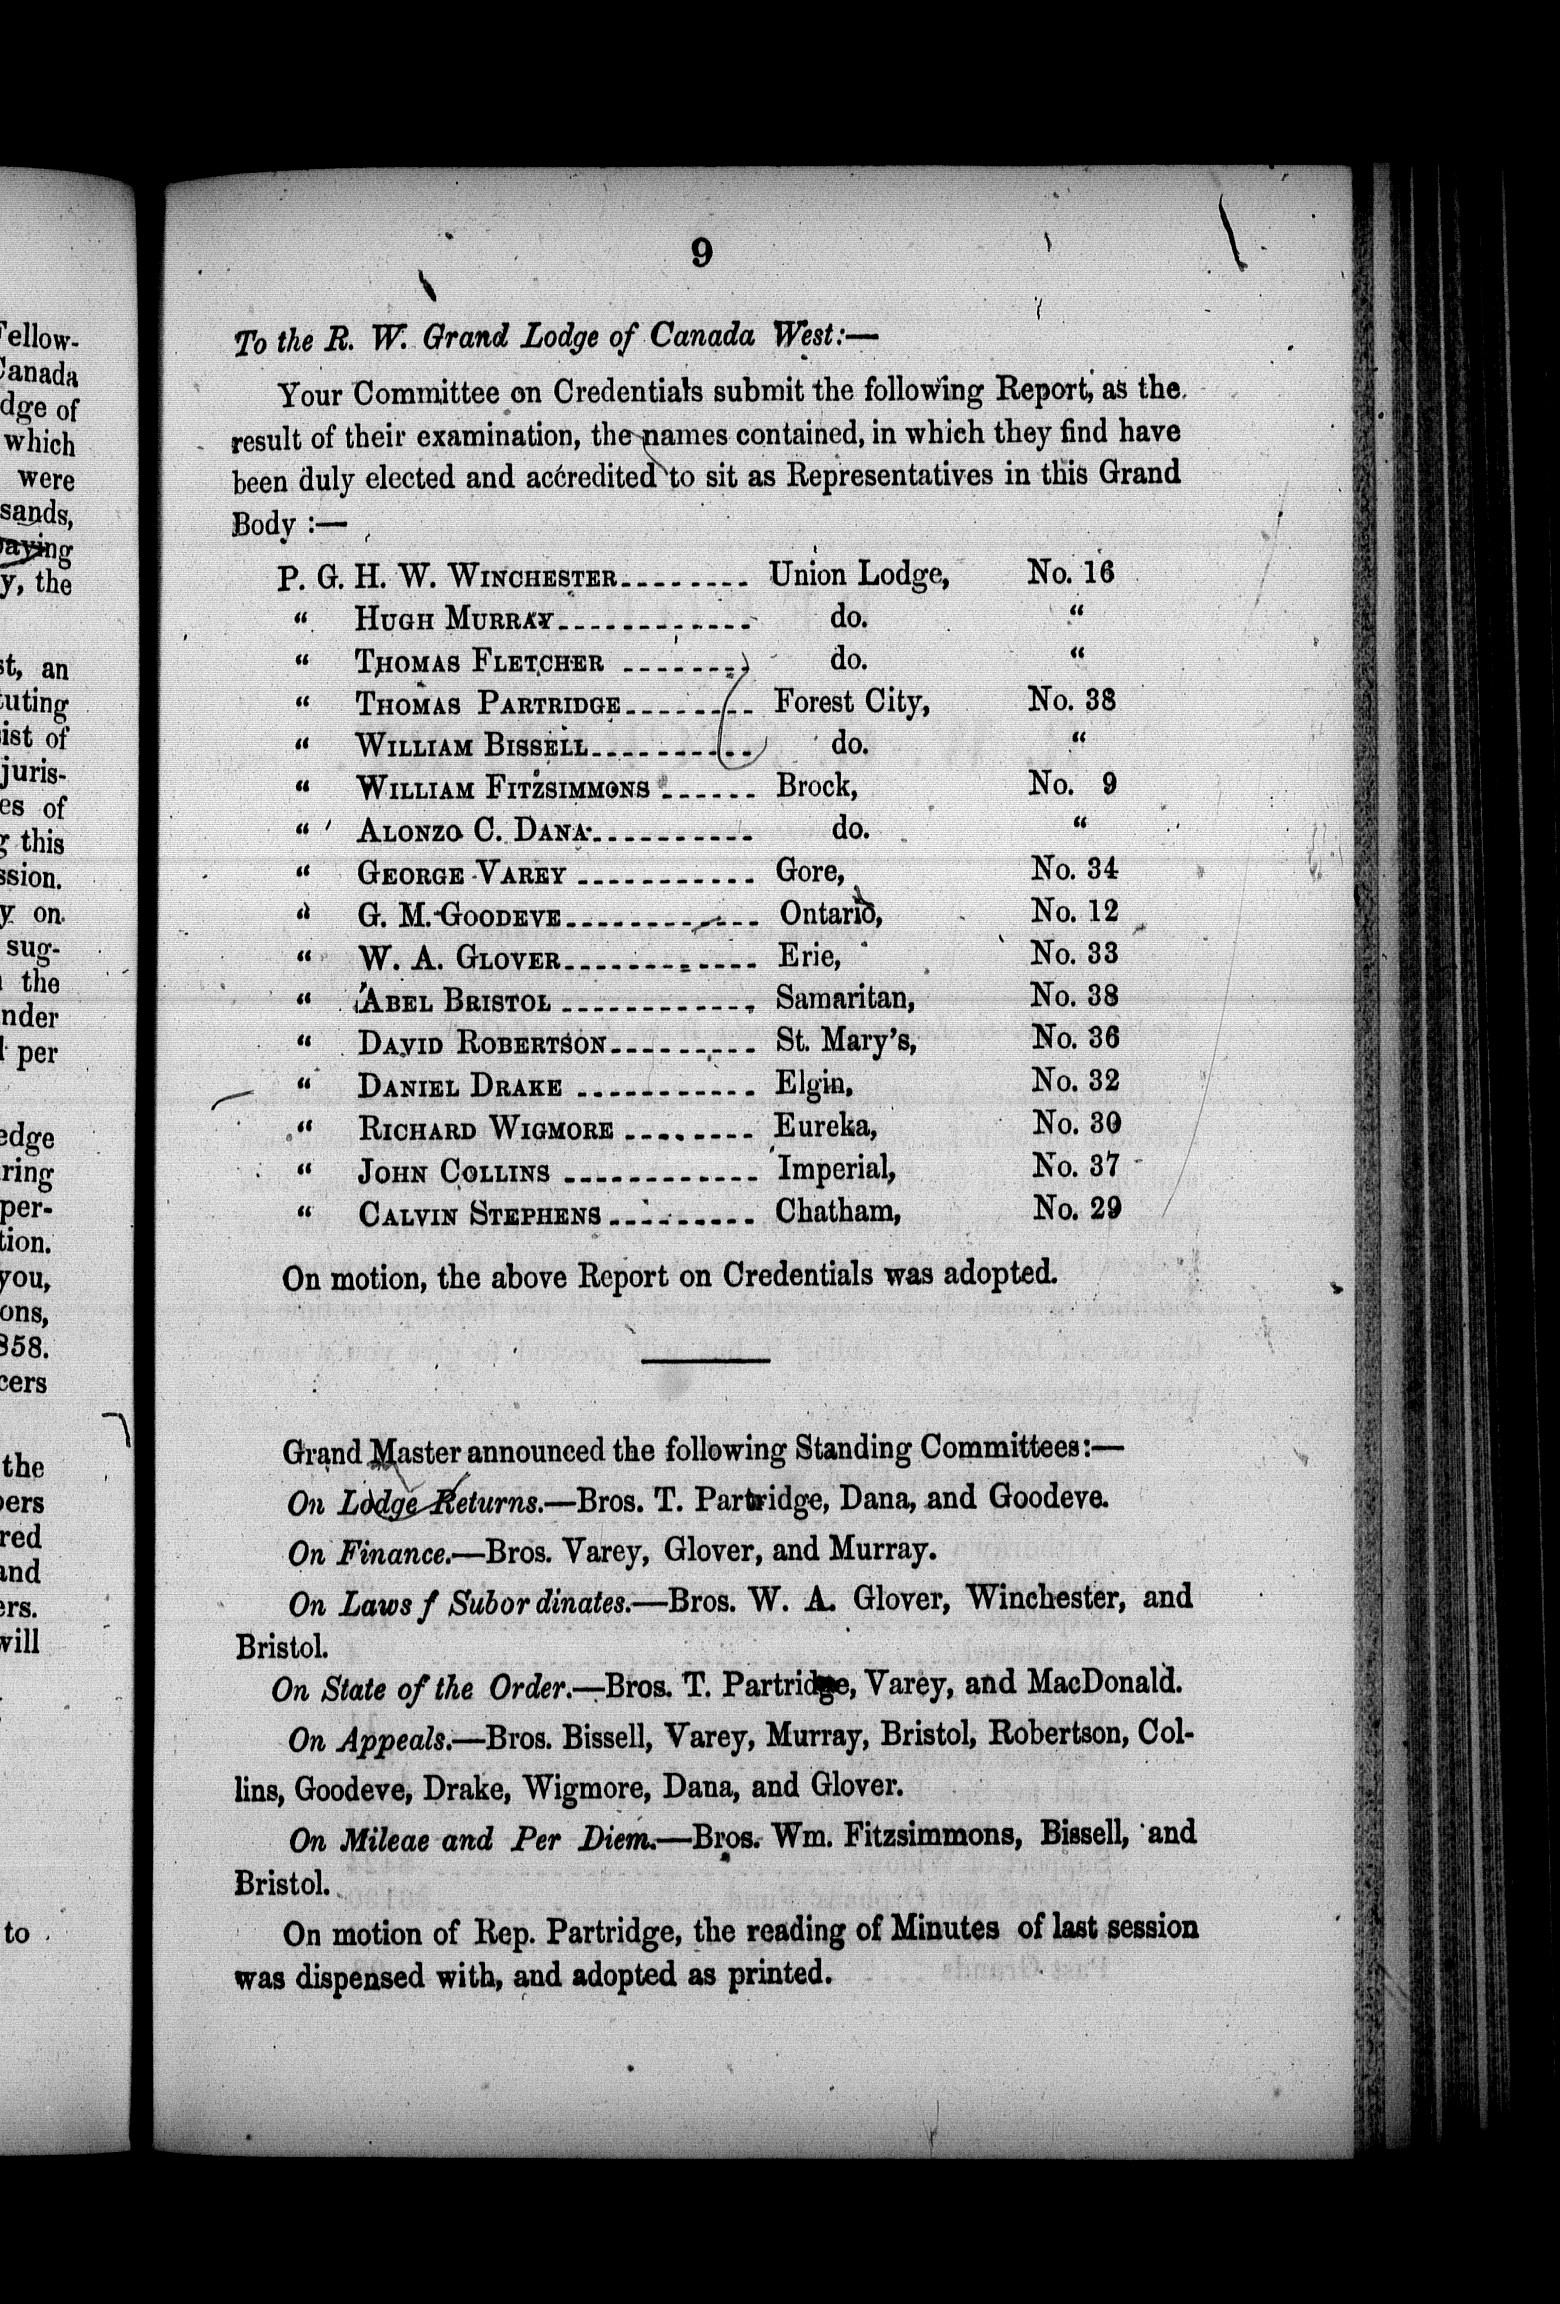 9
To the R. W. Grand Lodge of Canada West:—
Your Committee on Credentials submit the following Report, as the
result of their examination, the names contained, in which they find have
been duly elected and accredited to sit as Representatives in this Grand
Body :—
P. G. H. W. WINCHESTER........ Union Lodge, No. 16
“ HUGH MURRAY............ do. “
“ THOMAS FLETCHER ........ do. “
“ THOMAS PARTRIDGE........ Forest City, No. 38
“ WILLIAM BISSELL.......... do. “
“ WILLIAM FITZSIMMONS ...... Brock, No. 9
“ ALONZO C. DANA.......... do. “
“ GEORGE VAREY ........... Gore, No. 34
“ G. M. GOODEVE............ Ontario, No. 12
“ W. A. GLOVER............ Erie, No. 33
“ ABEL BRISTOL ............ Samaritan, No. 38
“ DAVID ROBERTSON......... St. Mary's, No. 36
“ DANIEL DRAKE ........... Elgin, No. 32
“ RICHARD WIGMORE ........ Eureka, No. 30
“ JOHN COLLINS ............ Imperial, No. 37
“ CALVIN STEPHENS......... Chatham, No. 29
On motion, the above Report on Credentials was adopted.
Grand Master announced the following Standing Committees:—
On Lodge Returns.—Bros. T. Partridge, Dana, and Goodeve.
On Finance.—Bros. Varey, Glover, and Murray.
On Laws f Subordinates.—Bros. W. A. Glover, Winchester, and
Bristol.
On State of the Order.—Bros. T. Partridge, Varey, and MacDonald.
On Appeals.—Bros. Bissell, Varey, Murray, Bristol, Robertson, Col-
lins, Goodeve, Drake, Wigmore, Dana, and Glover.
On Mileae and Per Diem.—Bros. Wm. Fitzsimmons, Bissell, and
Bristol.
On motion of Rep. Partridge, the reading of Minutes of last session
was dispensed with, and adopted as printed.